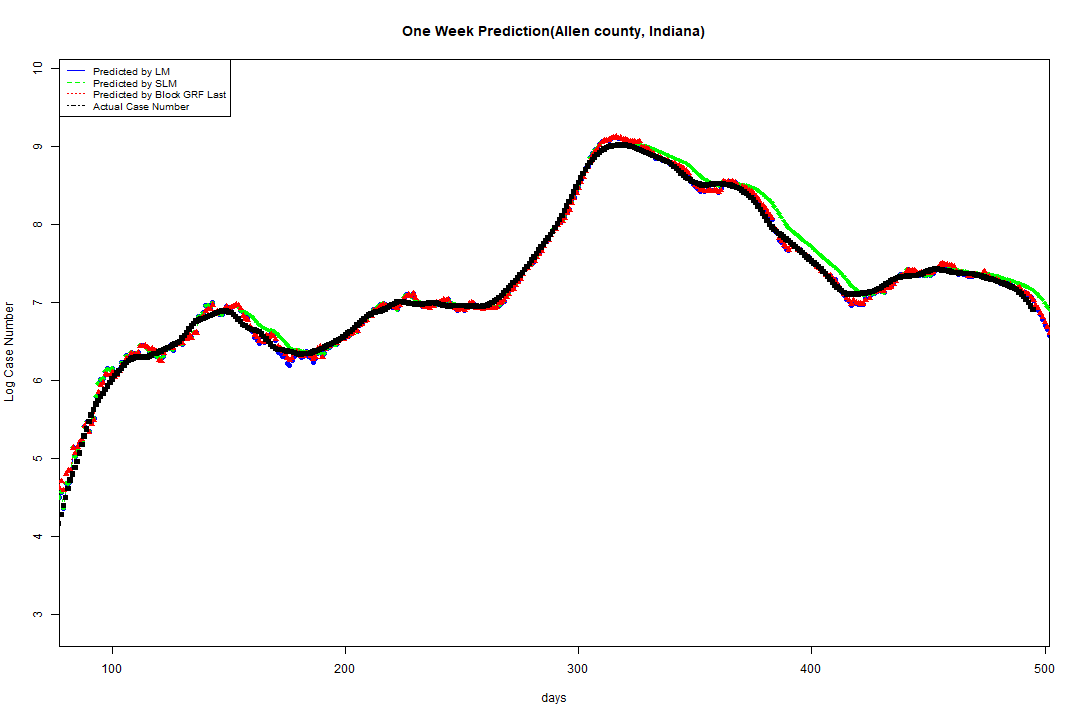 One Week Prediction(Allen county, Indiana)
Predicted by LM
Predicted by SLM
Predicted by Block GRF Last
Actual Case Number
10
9
8
7
6
5
4
3
Log Case Number
100 200 300 400 500
days